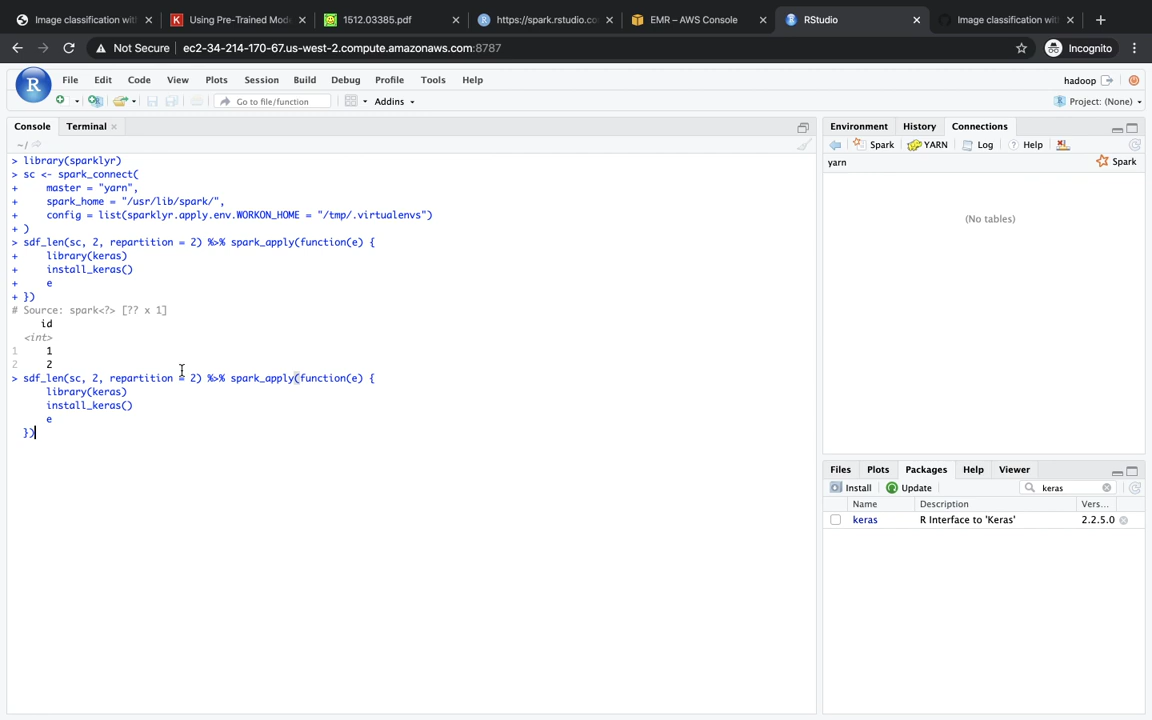 Image classification with
Using Pre-Trained Mode
1512.03385.pdf
https://spark.rstudio.co
EMR – AWS Console
RStudio
Image classification with
Not Secure | ec2-34-214-170-67.us-west-2.compute.amazonaws.com:8787
Incognito
R File Edit Code View Plots Session Build Debug Profile Tools Help
hadoop
Go to file/function
Addins
Project: (None)
Console Terminal
~/
> library(sparklyr)
> sc <- spark_connect(
+     master = "yarn",
+     spark_home = "/usr/lib/spark/",
+     config = list(sparklyr.apply.env.WORKON_HOME = "/tmp/.virtualenvs")
+ )
> sdf_len(sc, 2, repartition = 2) %>% spark_apply(function(e) {
+     library(keras)
+     install_keras()
+     e
+ })
# Source: spark<?> [?? x 1]
id
<int>
1 1
2 2
> sdf_len(sc, 2, repartition = 2) %>% spark_apply(function(e) {
library(keras)
install_keras()
e
})
Environment History Connections
Spark YARN Log Help
yarn
Spark
(No tables)
Files Plots Packages Help Viewer
Install Update keras
Name Description Vers...
keras R Interface to 'Keras' 2.2.5.0